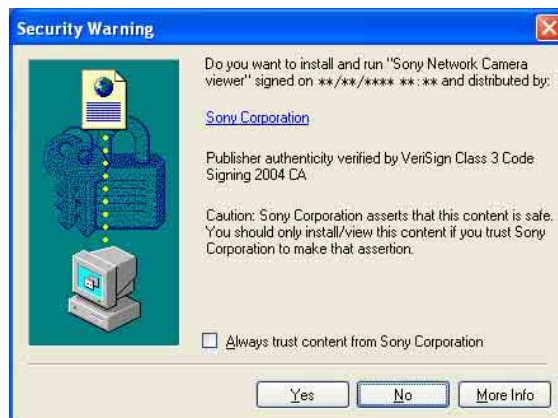 Security Warning
Do you want to install and run "Sony Network Camera
viewer" signed on **/**/**** **:** and distributed by:
Sony Corporation
Publisher authenticity verified by VeriSign Class 3 Code
Signing 2004 CA
Caution: Sony Corporation asserts that this content is safe.
You should only install/view this content if you trust Sony
Corporation to make that assertion.
Always trust content from Sony Corporation
Yes
No
More Info